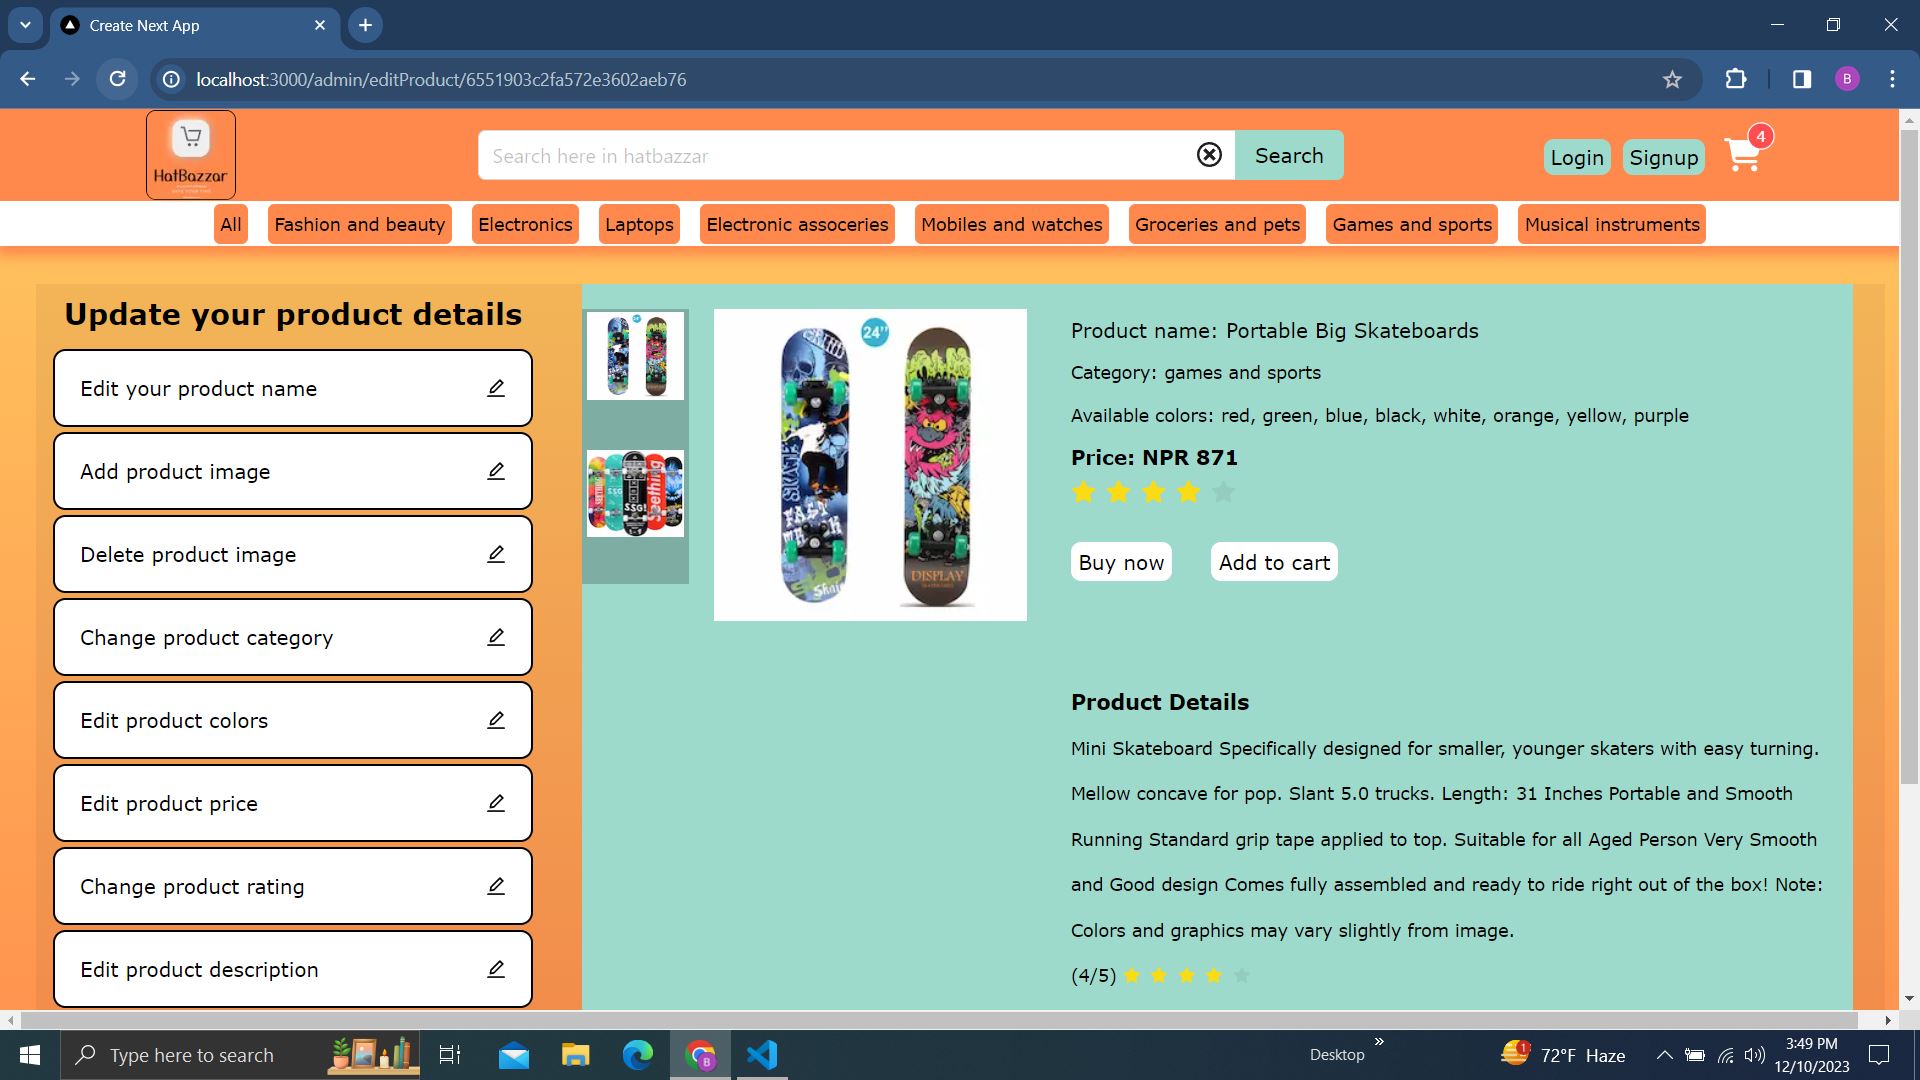 Create Next App
localhost:3000/admin/editProduct/6551903c2fa572e3602aeb76
B
HatBazzar
Search here in hatbazzar
Search
Login
Signup
4
All
Fashion and beauty
Electronics
Laptops
Electronic assoceries
Mobiles and watches
Groceries and pets
Games and sports
Musical instruments
Update your product details
Edit your product name
Add product image
Delete product image
Change product category
Edit product colors
Edit product price
Change product rating
Edit product description
24"
SKATE
FAST
DISPLAY
SSG!
Seething
Product name: Portable Big Skateboards
Category: games and sports
Available colors: red, green, blue, black, white, orange, yellow, purple
Price: NPR 871
Buy now
Add to cart
Product Details
Mini Skateboard Specifically designed for smaller, younger skaters with easy turning.
Mellow concave for pop. Slant 5.0 trucks. Length: 31 Inches Portable and Smooth
Running Standard grip tape applied to top. Suitable for all Aged Person Very Smooth
and Good design Comes fully assembled and ready to ride right out of the box! Note:
Colors and graphics may vary slightly from image.
(4/5)
Type here to search
B
Desktop
1
72°F Haze
3:49 PM
12/10/2023